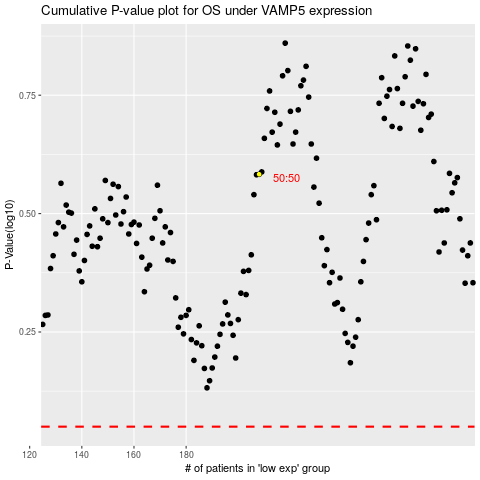 Cumulative P-value plot for OS under VAMP5 expression
P-Value(log10)
0.75
0.50
0.25
50:50
120 140 160 180
# of patients in 'low exp' group